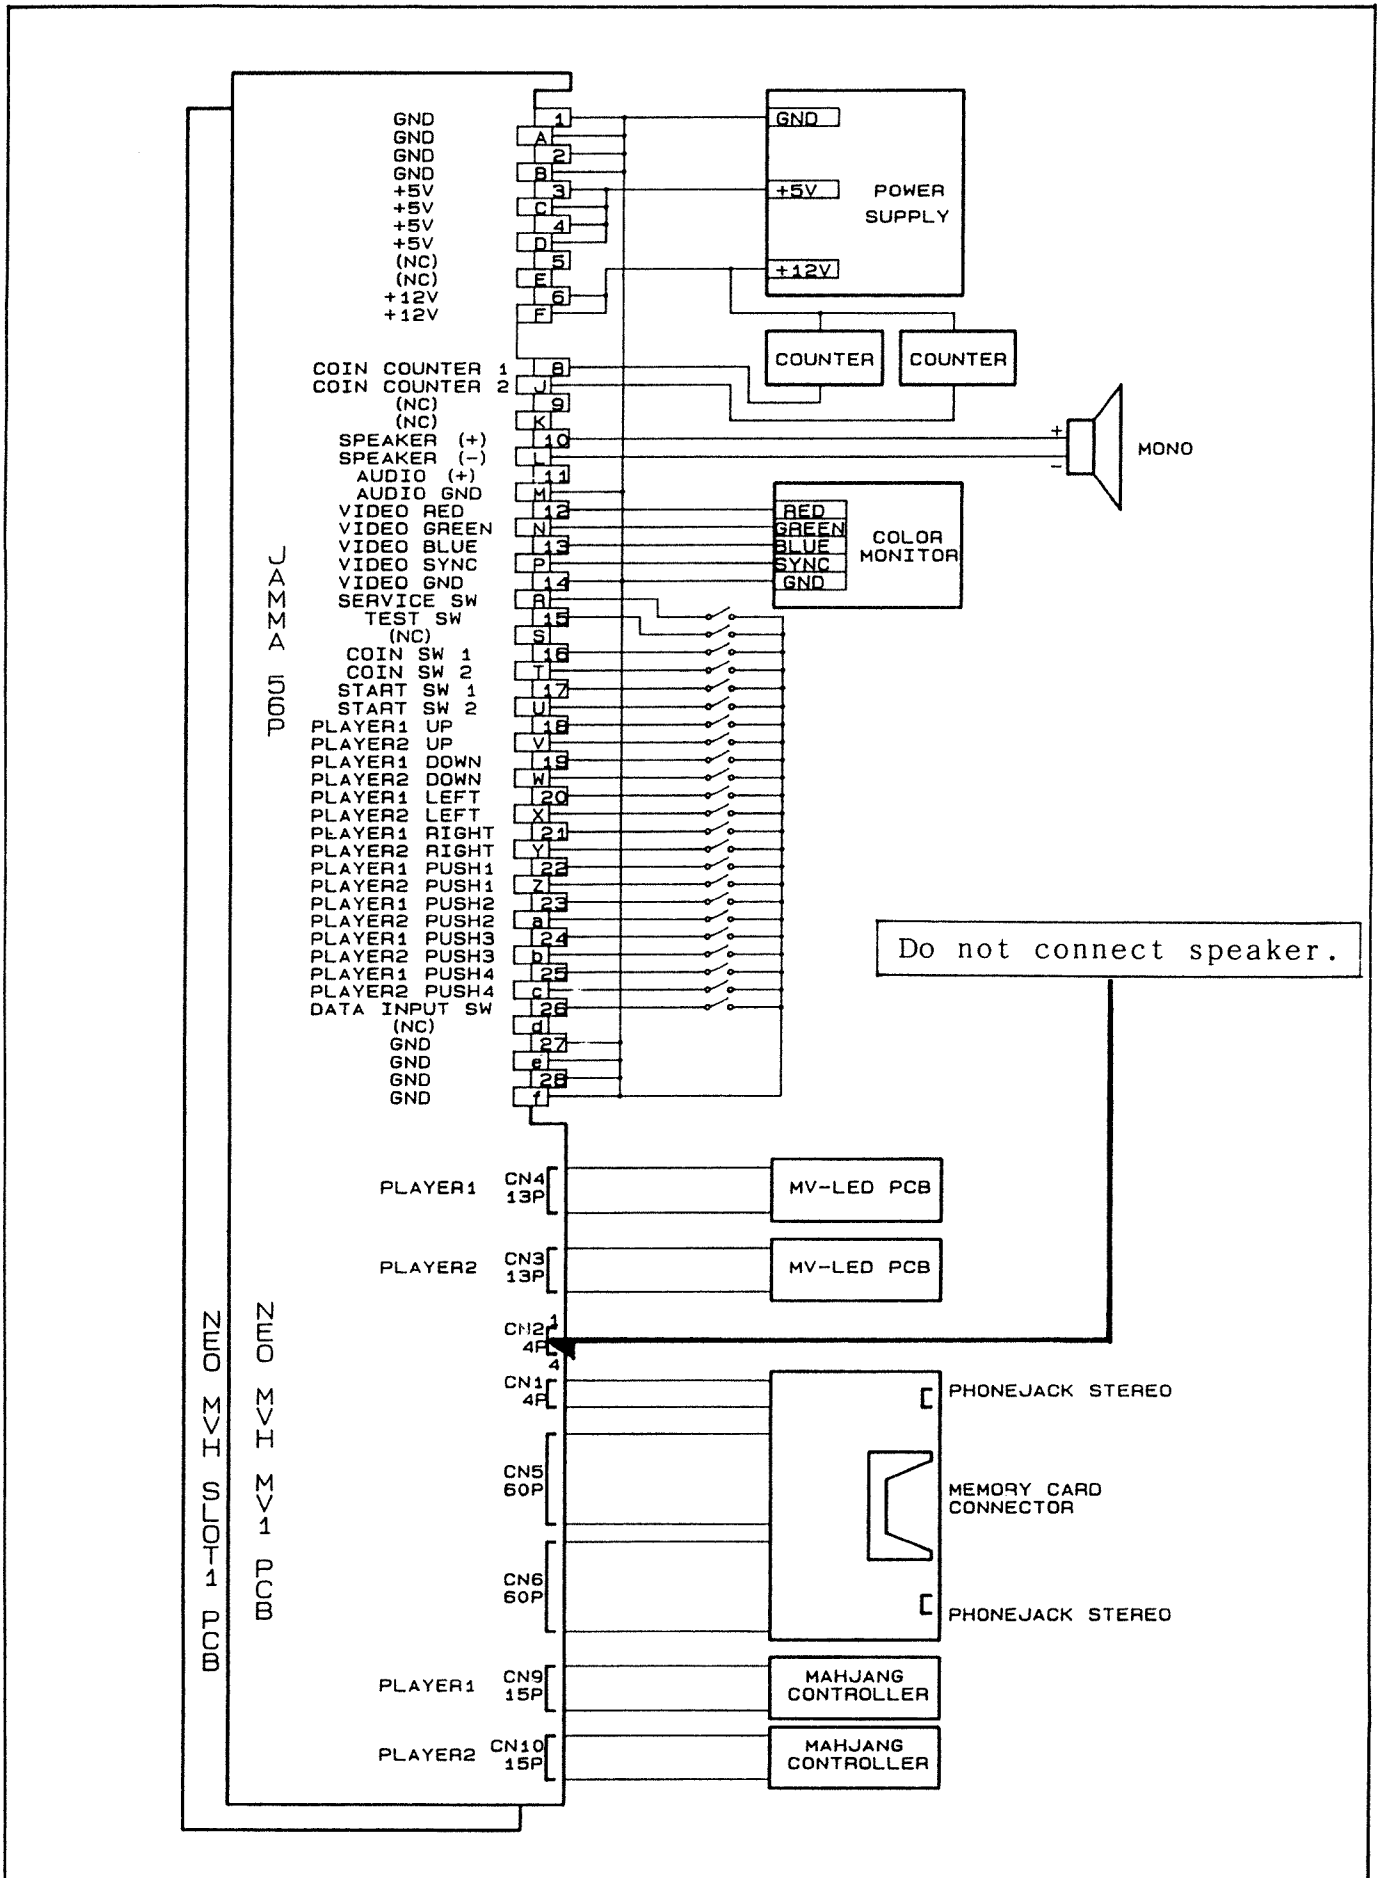 GND 1 GND
GND A
GND 2
GND B
+5V 3 +5V POWER
+5V C SUPPLY
+5V 4
+5V D
(NC) 5
(NC) E +12V
+12V 6
+12V F
COIN COUNTER 1 8 COUNTER COUNTER
COIN COUNTER 2 J
(NC) 9
(NC) K
SPEAKER (+) 10 + MONO
SPEAKER (-) L -
AUDIO (+) 11
AUDIO GND M
VIDEO RED 12 RED
VIDEO GREEN N GREEN COLOR
VIDEO BLUE 13 BLUE MONITOR
VIDEO SYNC P SYNC
VIDEO GND 14 GND
SERVICE SW R
TEST SW 15
(NC) S
COIN SW 1 16
COIN SW 2 T
START SW 1 17
START SW 2 U
PLAYER1 UP 18
PLAYER2 UP V
PLAYER1 DOWN 19
PLAYER2 DOWN W
PLAYER1 LEFT 20
PLAYER2 LEFT X
PLAYER1 RIGHT 21
PLAYER2 RIGHT Y
PLAYER1 PUSH1 22
PLAYER2 PUSH1 Z
PLAYER1 PUSH2 23
PLAYER2 PUSH2 a
PLAYER1 PUSH3 24
PLAYER2 PUSH3 b
PLAYER1 PUSH4 25
PLAYER2 PUSH4 c
DATA INPUT SW 26
(NC) d
GND 27
GND e
GND 28
GND f
JAMMA 56P
Do not connect speaker.
PLAYER1 CN4 MV-LED PCB
13P
PLAYER2 CN3 MV-LED PCB
13P
CN2 1
4P
4
CN1 PHONEJACK STEREO
4P
CN5 MEMORY CARD
60P CONNECTOR
CN6
60P PHONEJACK STEREO
PLAYER1 CN9 MAHJANG
15P CONTROLLER
PLAYER2 CN10 MAHJANG
15P CONTROLLER
NEO MVH MV1 PCB
NEO MVH SLOT1 PCB